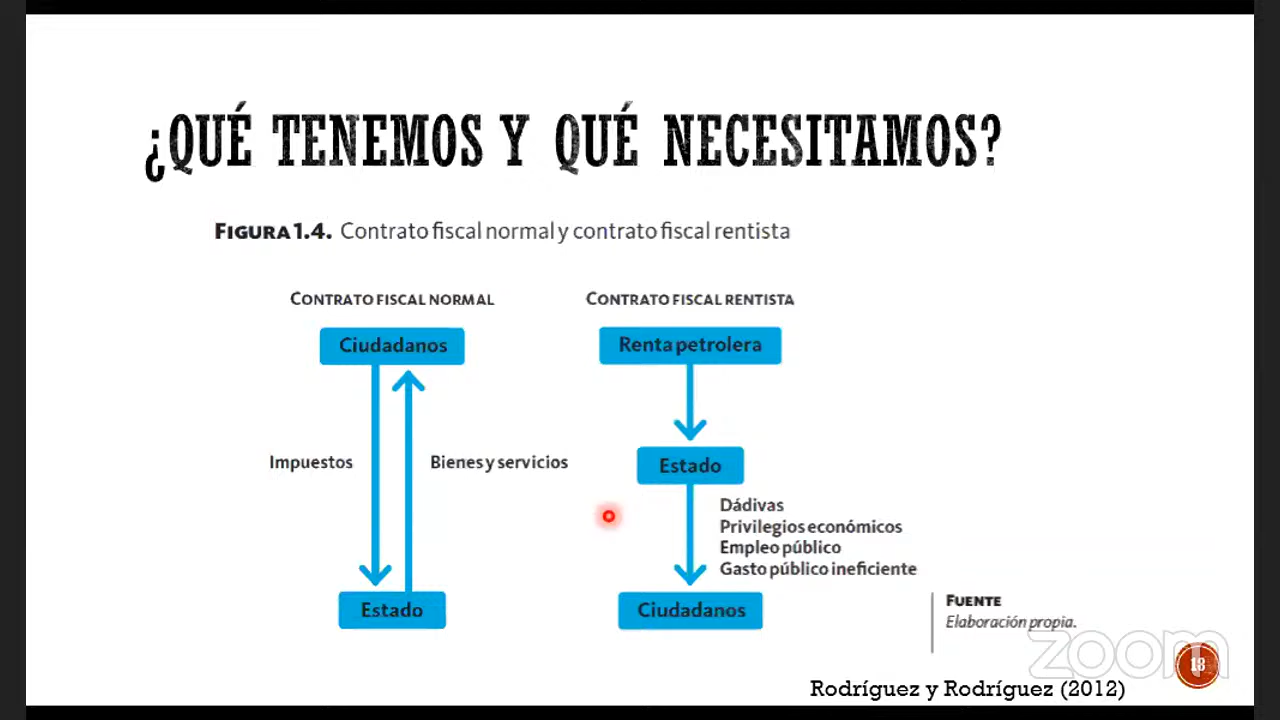 ¿QUÉ TENEMOS Y QUÉ NECESITAMOS?
FIGURA 1.4. Contrato fiscal normal y contrato fiscal rentista
CONTRATO FISCAL NORMAL
Ciudadanos
Impuestos
Bienes y servicios
Estado
CONTRATO FISCAL RENTISTA
Renta petrolera
Estado
Dádivas
Privilegios económicos
Empleo público
Gasto público ineficiente
Ciudadanos
FUENTE
Elaboración propia.
zoom
18
Rodríguez y Rodríguez (2012)